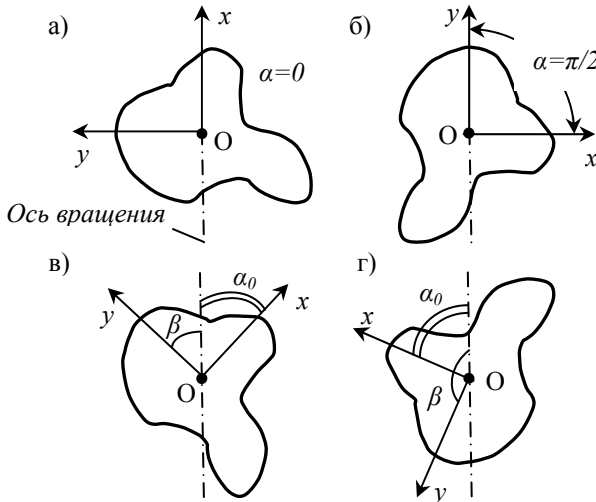 а)
x
α=0
y
O
Ось вращения
б)
y
α=π/2
O
x
в)
α₀
y
β
x
O
г)
α₀
x
O
β
y